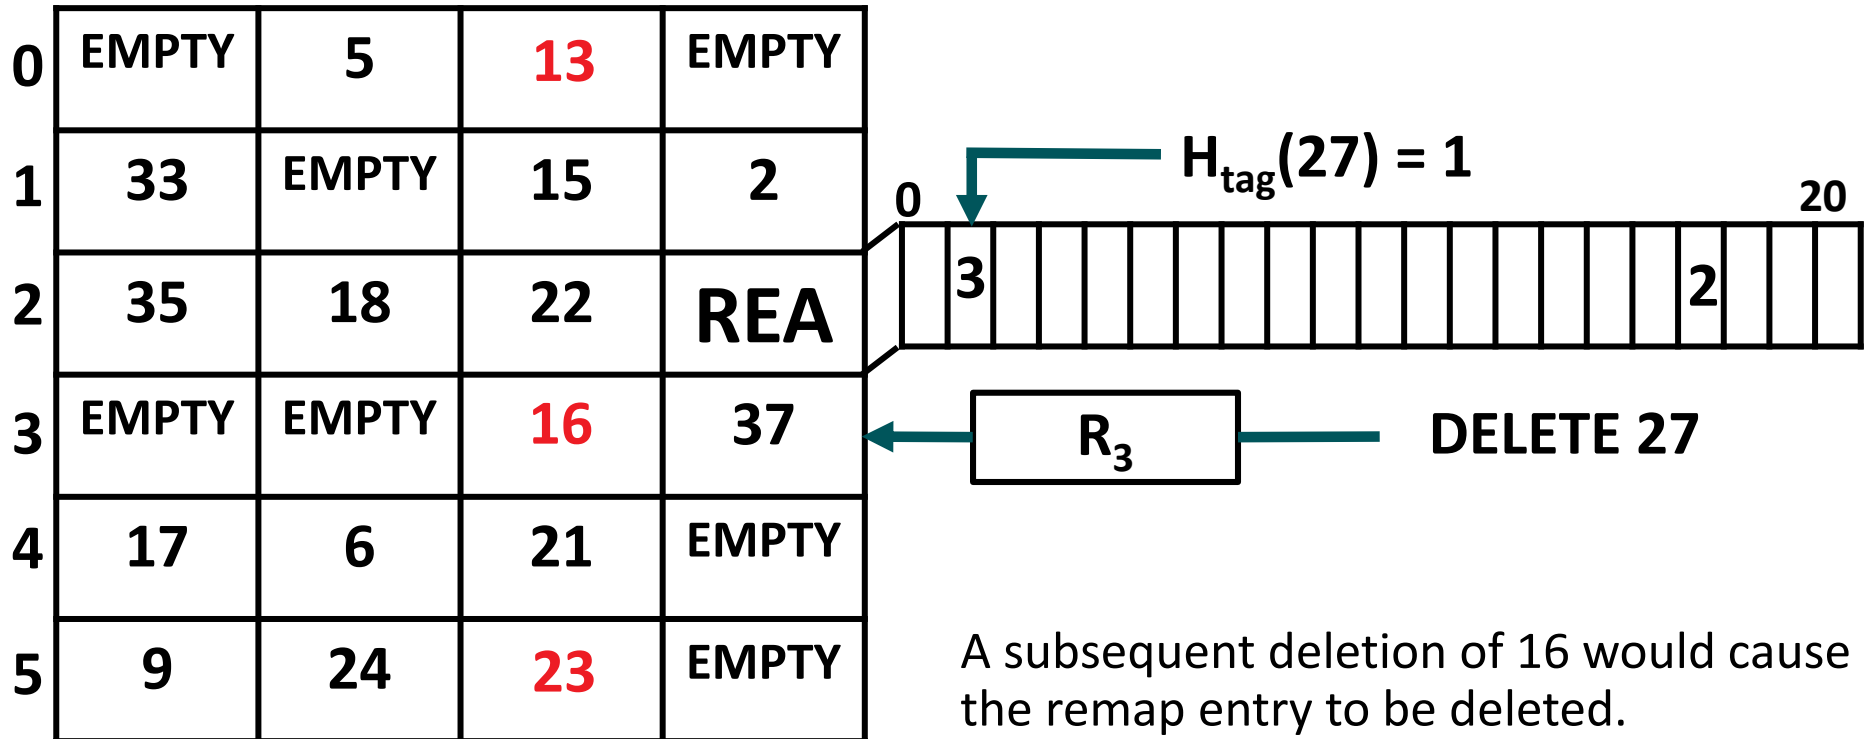 0 EMPTY 5 13 EMPTY
H_tag(27) = 1
1 33 EMPTY 15 2
0 20
2 35 18 22 REA
3 2
3 EMPTY EMPTY 16 37
R_3 DELETE 27
4 17 6 21 EMPTY
5 9 24 23 EMPTY
A subsequent deletion of 16 would cause
the remap entry to be deleted.